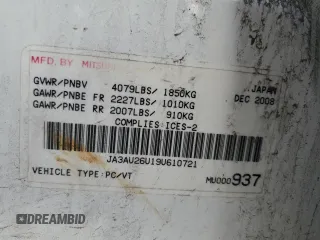 MFD.BY MITSU
JAPAN
GVWR/PNBV 4079LBS/ 1850KG DEC 2008
GAWR/PNBE FR 2227LBS/ 1010KG
GAWR/PNBE RR 2007LBS/ 910KG
COMPLIES:ICES-2
JA3AU26U19U610721
VEHICLE TYPE:PC/VT MU000937
DREAMBID